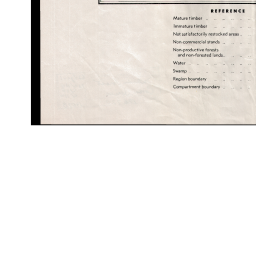 REFERENCE
Mature timber
Immature timber
Not satisfactorily restocked areas
Non-commercial stands
Non-productive forests
and non-forested lands
Water
Swamp
Region boundary
Compartment boundary